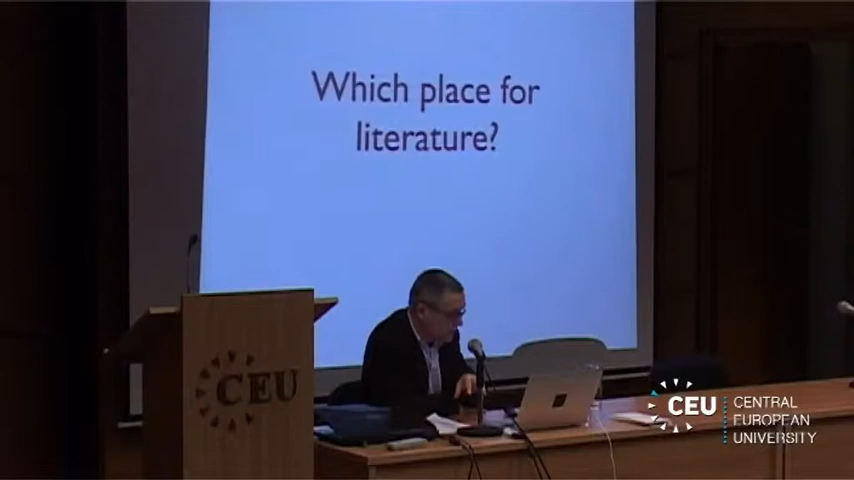 Which place for
literature?
CEU
CEU
CENTRAL
EUROPEAN
UNIVERSITY